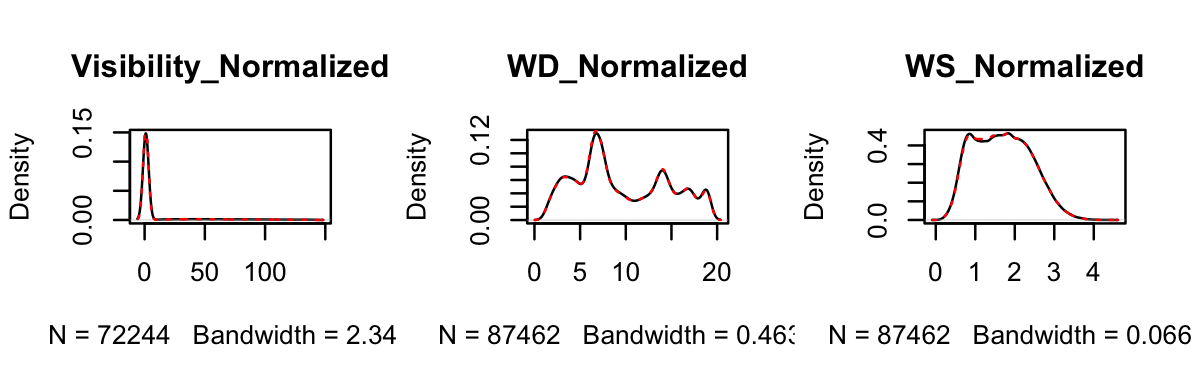 Visibility_Normalized
Density
0.00
0.15
0
50
100
N = 72244 Bandwidth = 2.34
WD_Normalized
Density
0.00
0.12
0
5
10
20
N = 87462 Bandwidth = 0.463
WS_Normalized
Density
0.0
0.4
0
1
2
3
4
N = 87462 Bandwidth = 0.066